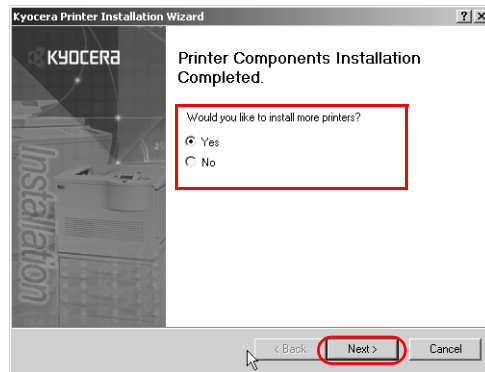 Kyocera Printer Installation Wizard
KYOCERA
Printer Components Installation
Completed.
Would you like to install more printers?
Yes
No
Installation
< Back
Next >
Cancel